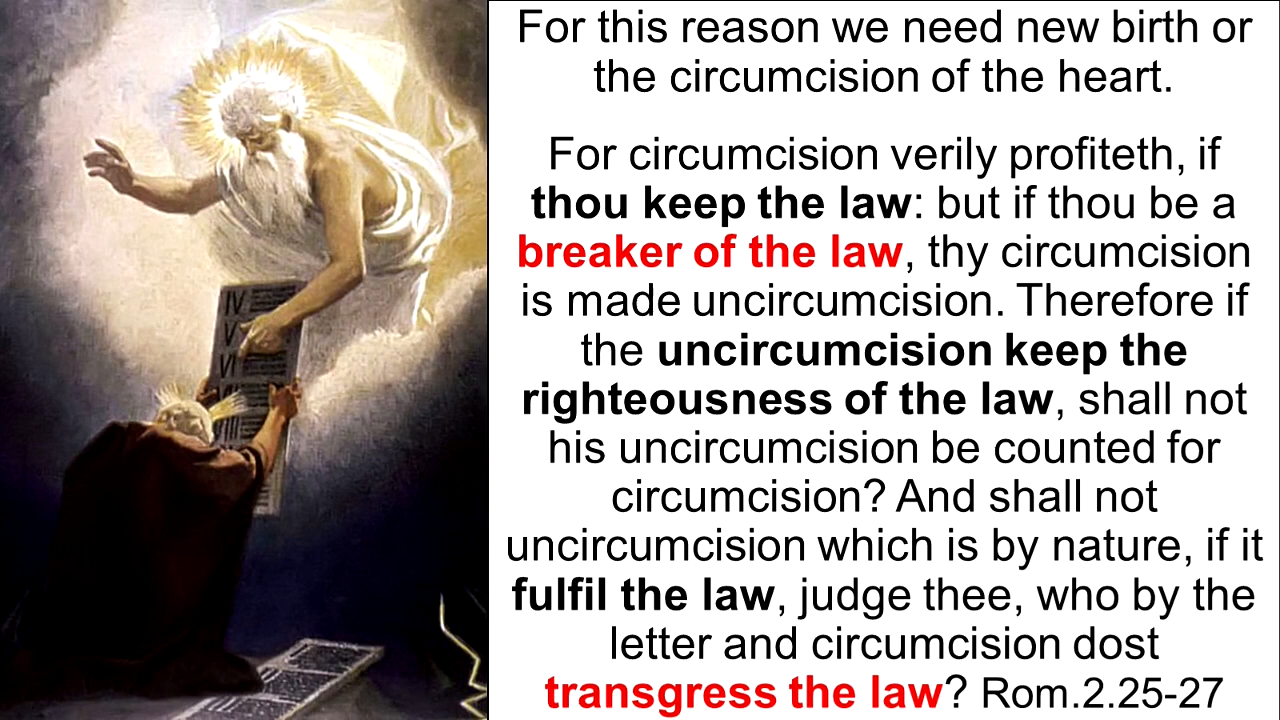 For this reason we need new birth or
the circumcision of the heart.
For circumcision verily profiteth, if
thou keep the law: but if thou be a
breaker of the law, thy circumcision
is made uncircumcision. Therefore if
the uncircumcision keep the
righteousness of the law, shall not
his uncircumcision be counted for
circumcision? And shall not
uncircumcision which is by nature, if it
fulfil the law, judge thee, who by the
letter and circumcision dost
transgress the law? Rom.2.25-27
IV
V
VI